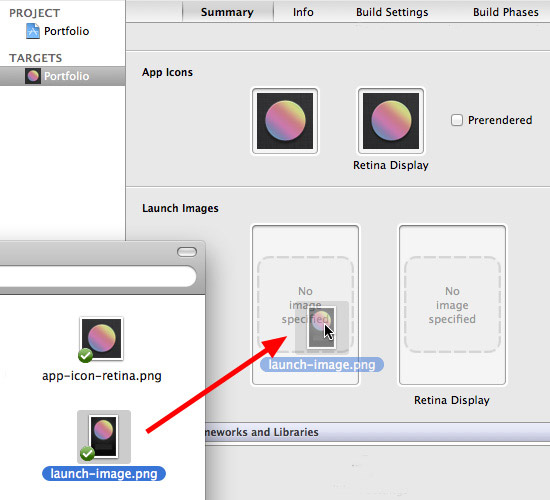 PROJECT
Portfolio
TARGETS
Portfolio
Summary Info Build Settings Build Phases
App Icons
Prerendered
Retina Display
Launch Images
No
image
specified
No
image
specified
launch-image.png
Retina Display
app-icon-retina.png
launch-image.png
meworks and Libraries